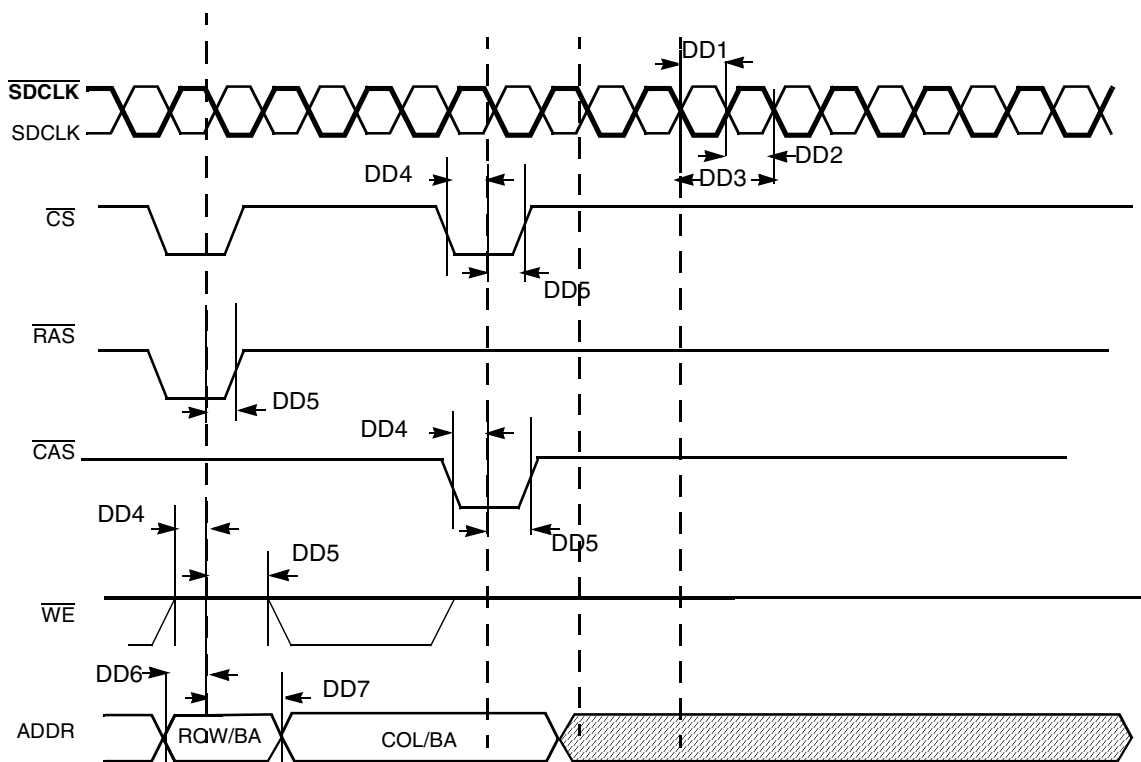 DD1
SDCLK
SDCLK
DD2
DD4
DD3
CS
DD5
RAS
DD5
DD4
CAS
DD4
DD5
DD5
WE
DD6
DD7
ADDR
ROW/BA
COL/BA